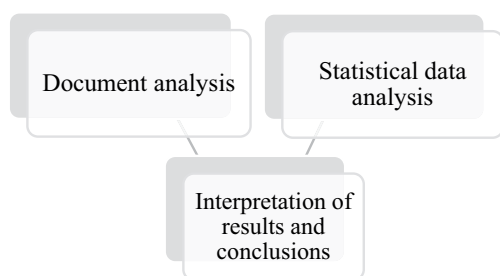 Document analysis
Statistical data
analysis
Interpretation of
results and
conclusions